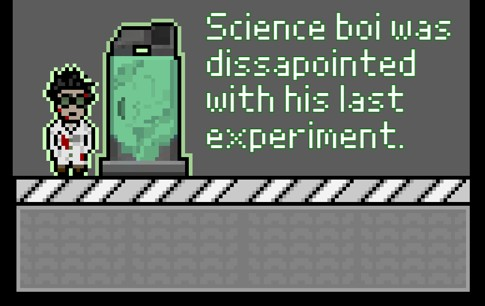 Science boi was
dissapointed
with his last
experiment.